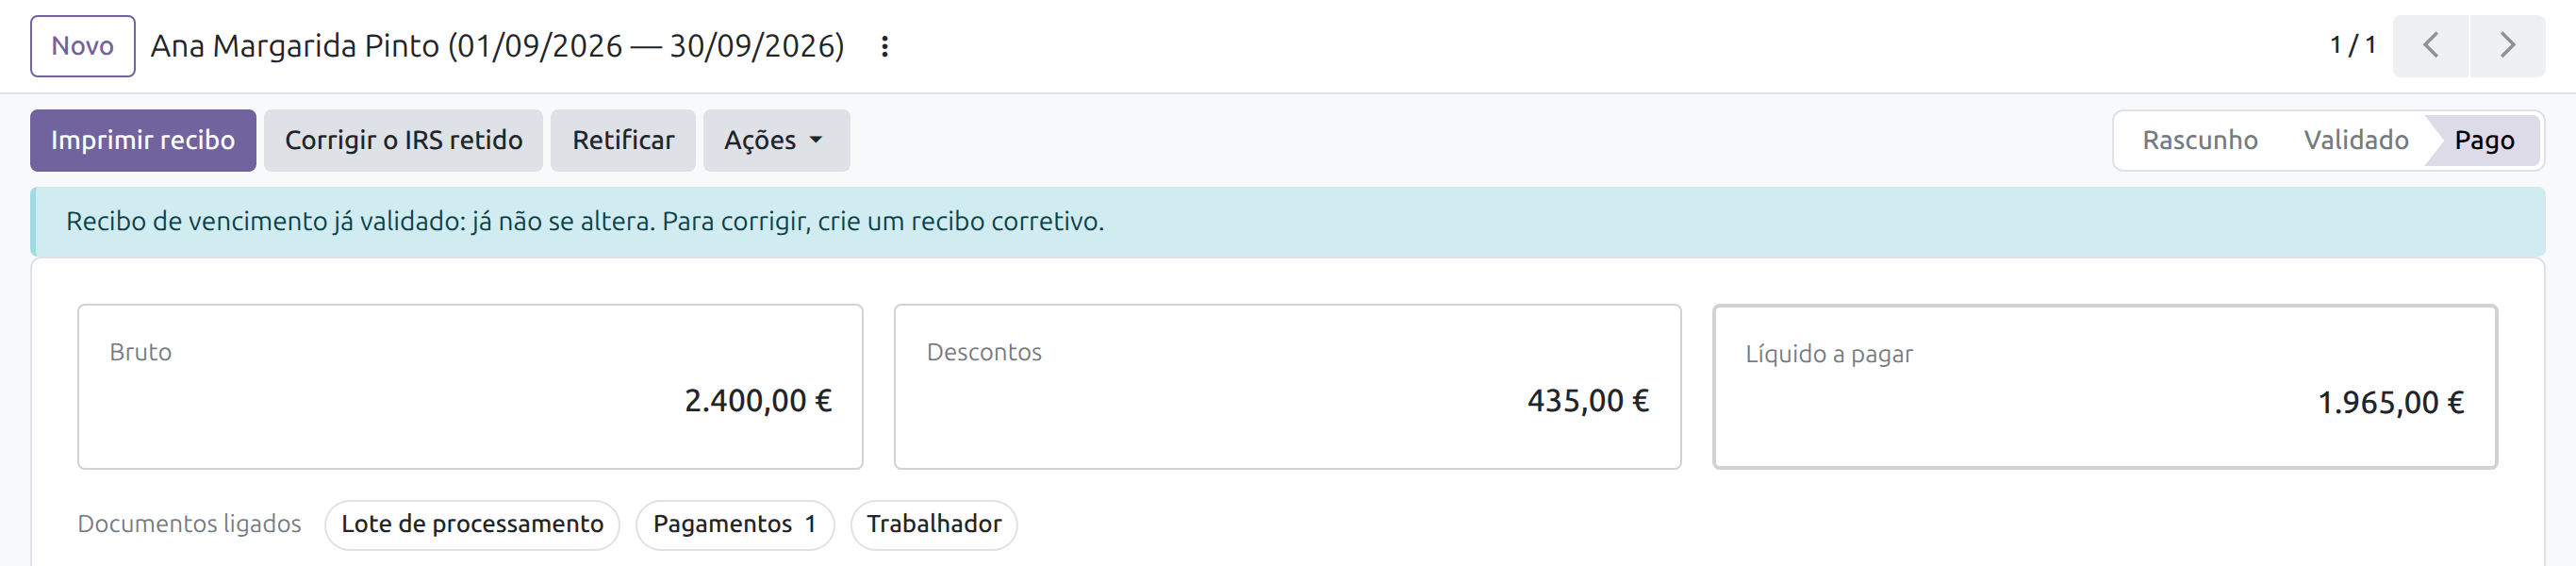 Novo Ana Margarida Pinto (01/09/2026 — 30/09/2026) 1 / 1
Imprimir recibo Corrigir o IRS retido Retificar Ações Rascunho Validado Pago
Recibo de vencimento já validado: já não se altera. Para corrigir, crie um recibo corretivo.
Bruto Descontos Líquido a pagar
2.400,00 € 435,00 € 1.965,00 €
Documentos ligados Lote de processamento Pagamentos 1 Trabalhador